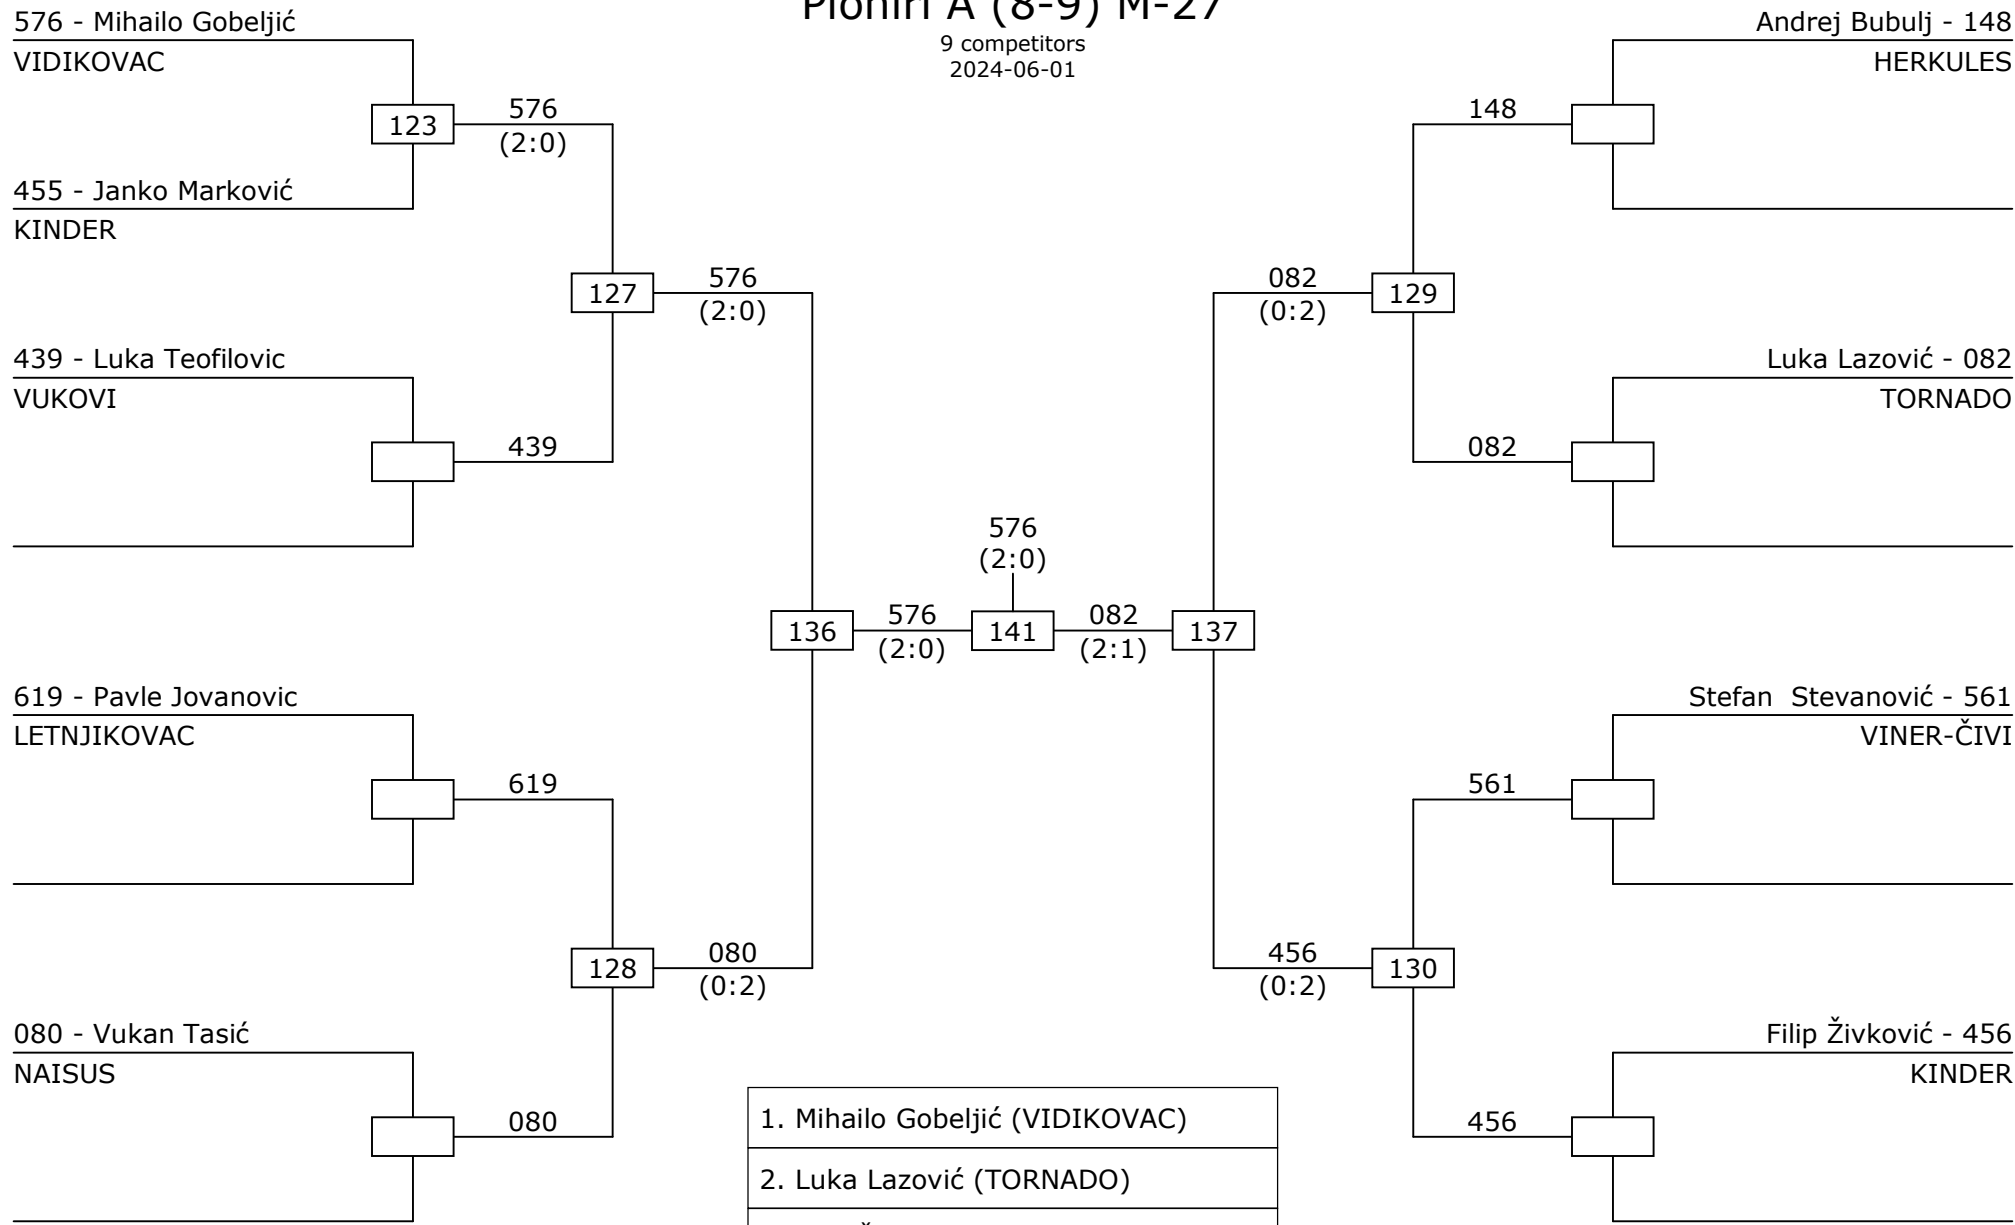 Pioniri A (8-9) M-27
9 competitors
2024-06-01
576 - Mihailo Gobeljić
VIDIKOVAC
123
576
(2:0)
455 - Janko Marković
KINDER
127
576
(2:0)
439 - Luka Teofilovic
VUKOVI
439
619 - Pavle Jovanovic
LETNJIKOVAC
619
128
080
(0:2)
080 - Vukan Tasić
NAISUS
080
136
576
(2:0)
576
(2:0)
141
082
(2:1)
137
Andrej Bubulj - 148
HERKULES
148
082
(0:2)
129
Luka Lazović - 082
TORNADO
082
Stefan  Stevanović - 561
VINER-ČIVI
561
456
(0:2)
130
Filip Živković - 456
KINDER
456
1. Mihailo Gobeljić (VIDIKOVAC)
2. Luka Lazović (TORNADO)